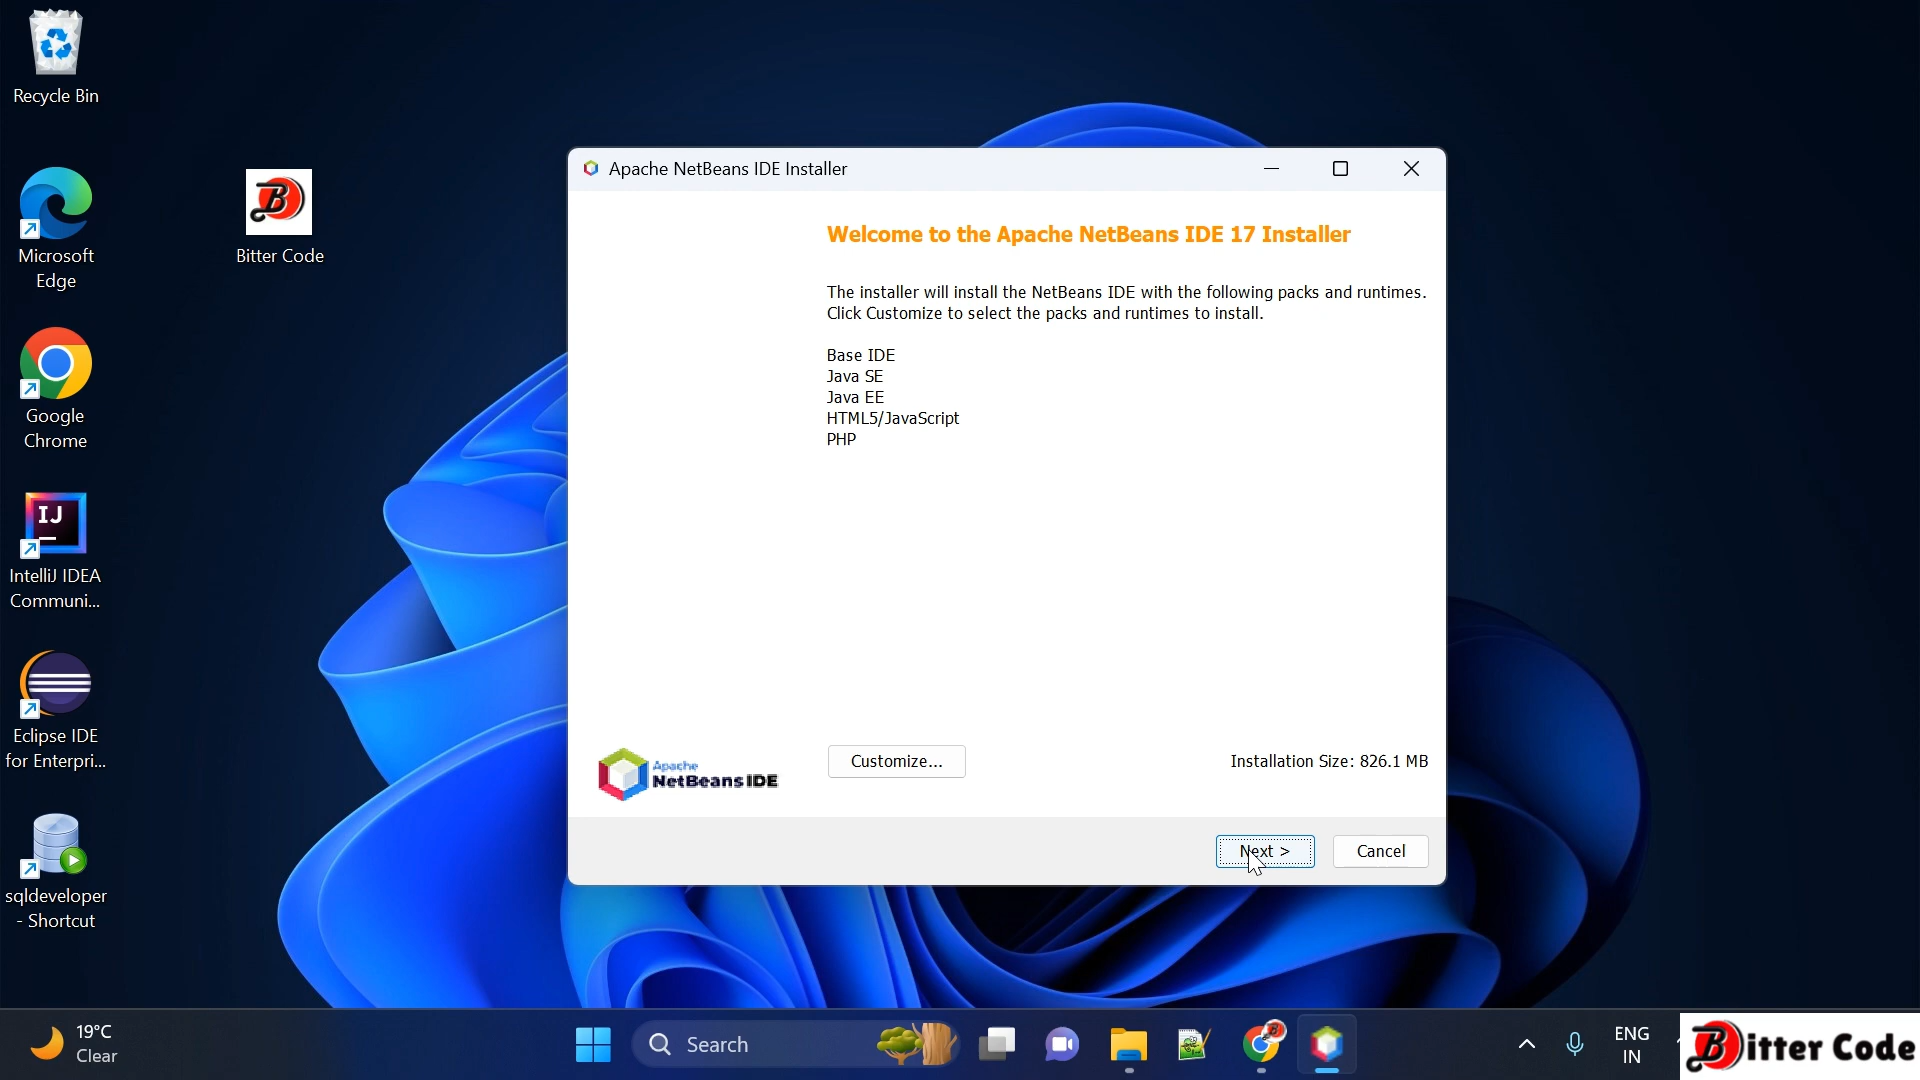 Recycle Bin
Microsoft
Edge
Bitter Code
Google
Chrome
IJ
IntelliJ IDEA
Communi...
Eclipse IDE
for Enterpri...
sqldeveloper
- Shortcut
Apache NetBeans IDE Installer
Welcome to the Apache NetBeans IDE 17 Installer
The installer will install the NetBeans IDE with the following packs and runtimes.
Click Customize to select the packs and runtimes to install.
Base IDE
Java SE
Java EE
HTML5/JavaScript
PHP
Apache
NetBeans IDE
Customize...
Installation Size: 826.1 MB
Next >
Cancel
19°C
Clear
Search
ENG
IN
Bitter Code